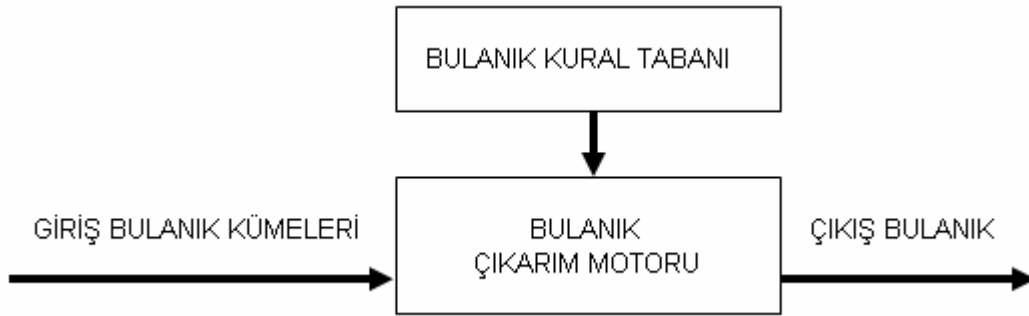 BULANIK KURAL TABANI
GİRİŞ BULANIK KÜMELERİ
BULANIK
ÇIKARIM MOTORU
ÇIKIŞ BULANIK